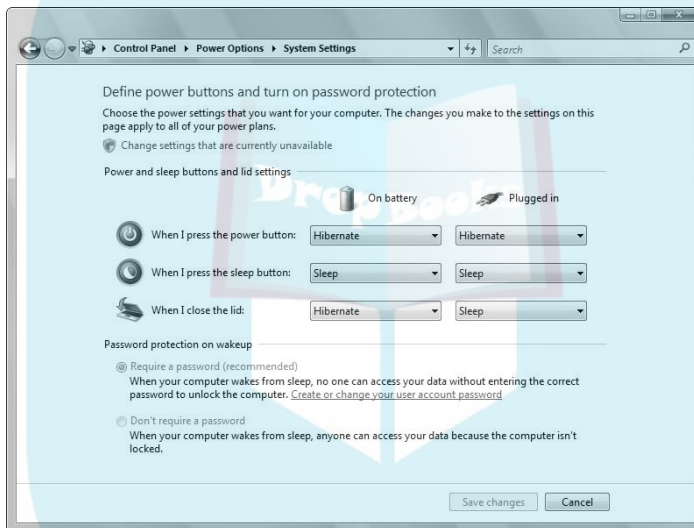 Control Panel ▸ Power Options ▸ System Settings
Search
Define power buttons and turn on password protection
Choose the power settings that you want for your computer. The changes you make to the settings on this
page apply to all of your power plans.
Change settings that are currently unavailable
Power and sleep buttons and lid settings
On battery Plugged in
When I press the power button: Hibernate Hibernate
When I press the sleep button: Sleep Sleep
When I close the lid: Hibernate Sleep
Password protection on wakeup
Require a password (recommended)
When your computer wakes from sleep, no one can access your data without entering the correct
password to unlock the computer. Create or change your user account password
Don't require a password
When your computer wakes from sleep, anyone can access your data because the computer isn't
locked.
Save changes Cancel
Drop Books